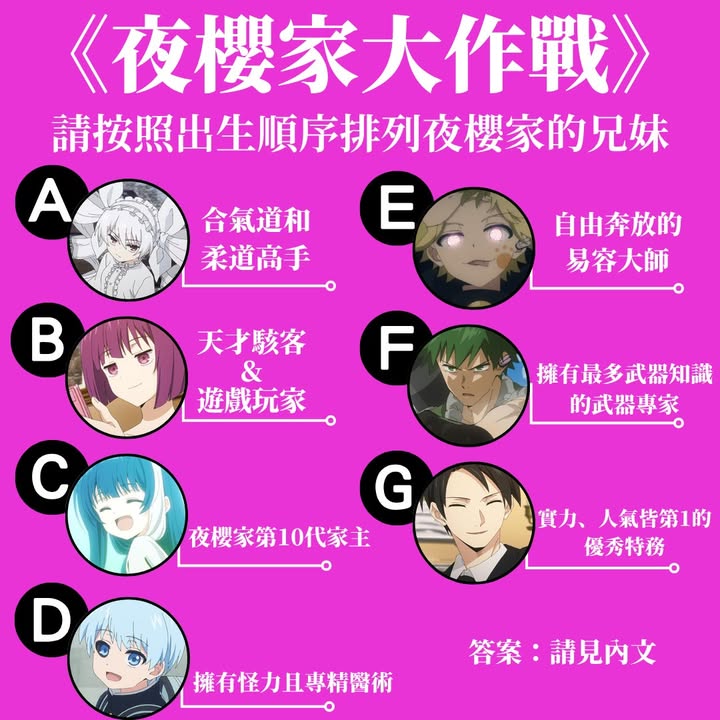 《夜櫻家大作戰》
請按照出生順序排列夜櫻家的兄妹
A
合氣道和
柔道高手
B
天才駭客
&
遊戲玩家
C
夜櫻家第10代家主
D
擁有怪力且專精醫術
E
自由奔放的
易容大師
F
擁有最多武器知識
的武器專家
G
實力、人氣皆第1的
優秀特務
答案：請見內文